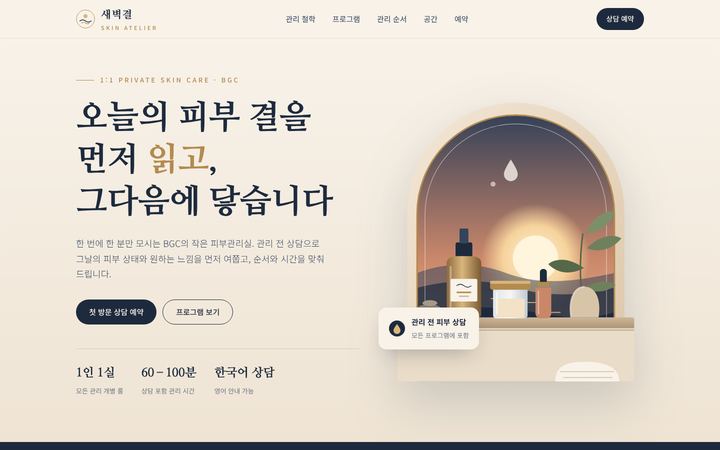 새벽결
SKIN ATELIER
관리 철학
프로그램
관리 순서
공간
예약
상담 예약
1:1 PRIVATE SKIN CARE · BGC
오늘의 피부 결을
먼저 읽고,
그다음에 닿습니다
한 번에 한 분만 모시는 BGC의 작은 피부관리실. 관리 전 상담으로
그날의 피부 상태와 원하는 느낌을 먼저 여쭙고, 순서와 시간을 맞춰
드립니다.
첫 방문 상담 예약
프로그램 보기
관리 전 피부 상담
모든 프로그램에 포함
1인 1실
모든 관리 개별 룸
60–100분
상담 포함 관리 시간
한국어 상담
영어 안내 가능